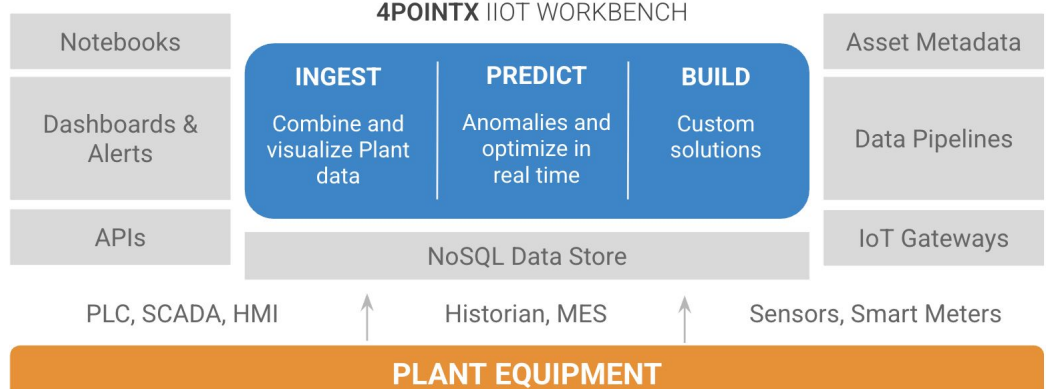 4POINTX IIOT WORKBENCH
Notebooks
Dashboards &
Alerts
APIs
INGEST
Combine and
visualize Plant
data
PREDICT
Anomalies and
optimize in
real time
BUILD
Custom
solutions
NoSQL Data Store
Asset Metadata
Data Pipelines
IoT Gateways
PLC, SCADA, HMI
Historian, MES
Sensors, Smart Meters
PLANT EQUIPMENT